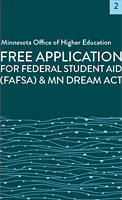 2
Minnesota Office of Higher Education
FREE APPLICATION
FOR FEDERAL STUDENT AID
(FAFSA) & MN DREAM ACT